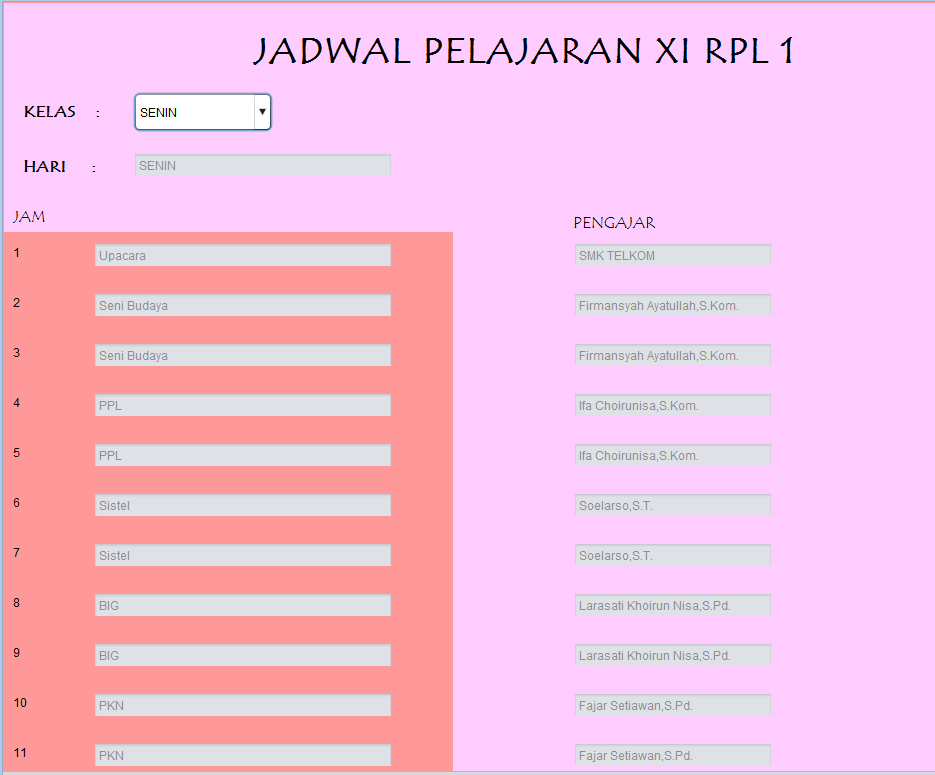 JADWAL PELAJARAN XI RPL 1
KELAS : SENIN
HARI : SENIN
JAM PENGAJAR
1 Upacara SMK TELKOM
2 Seni Budaya Firmansyah Ayatullah,S.Kom.
3 Seni Budaya Firmansyah Ayatullah,S.Kom.
4 PPL Ifa Choirunisa,S.Kom.
5 PPL Ifa Choirunisa,S.Kom.
6 Sistel Soelarso,S.T.
7 Sistel Soelarso,S.T.
8 BIG Larasati Khoirun Nisa,S.Pd.
9 BIG Larasati Khoirun Nisa,S.Pd.
10 PKN Fajar Setiawan,S.Pd.
11 PKN Fajar Setiawan,S.Pd.